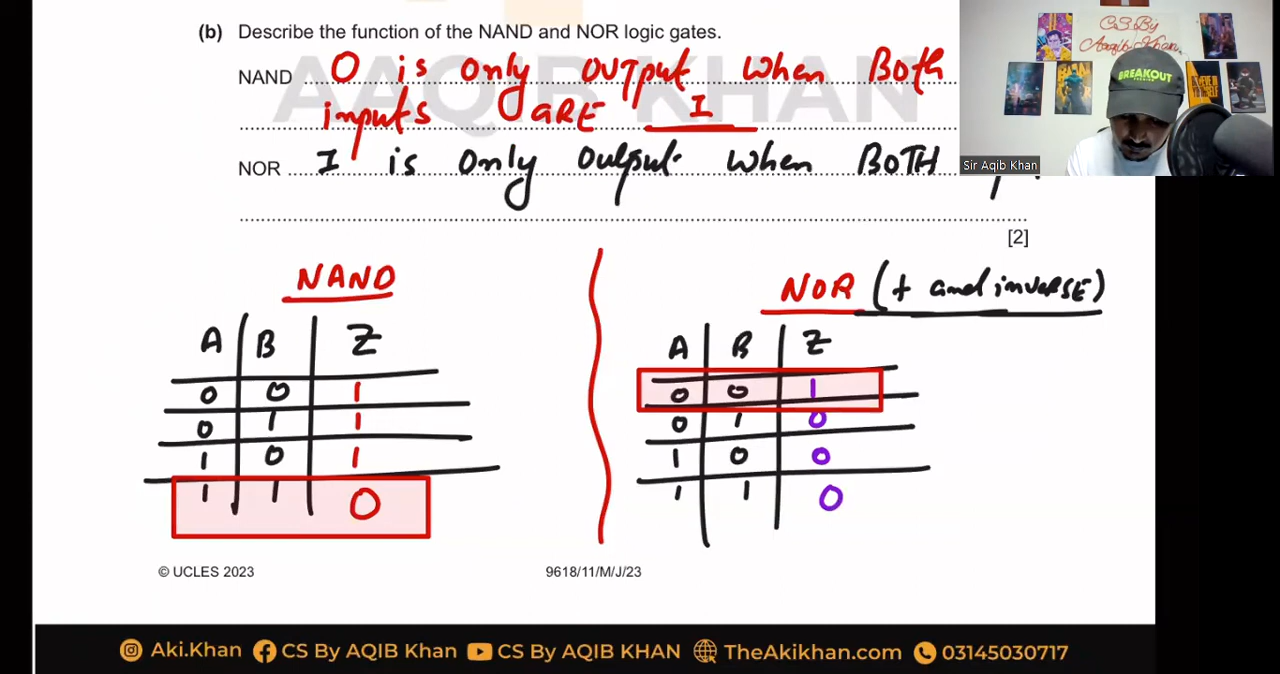 (b) Describe the function of the NAND and NOR logic gates.
NAND O is only output when Both
inputs ARE 1
NOR 1 is only output when BOTH
[2]
AAQIB KHAN
CS By
Aaqib Khan
BREAKOUT
Sir Aqib Khan
NAND
A B Z
0 0 1
0 1 1
1 0 1
1 1 0
NOR (+ and inverse)
A B Z
0 0 1
0 1 0
1 0 0
1 1 0
© UCLES 2023
9618/11/M/J/23
Aki.Khan CS By AQIB Khan CS By AQIB KHAN TheAkikhan.com 03145030717